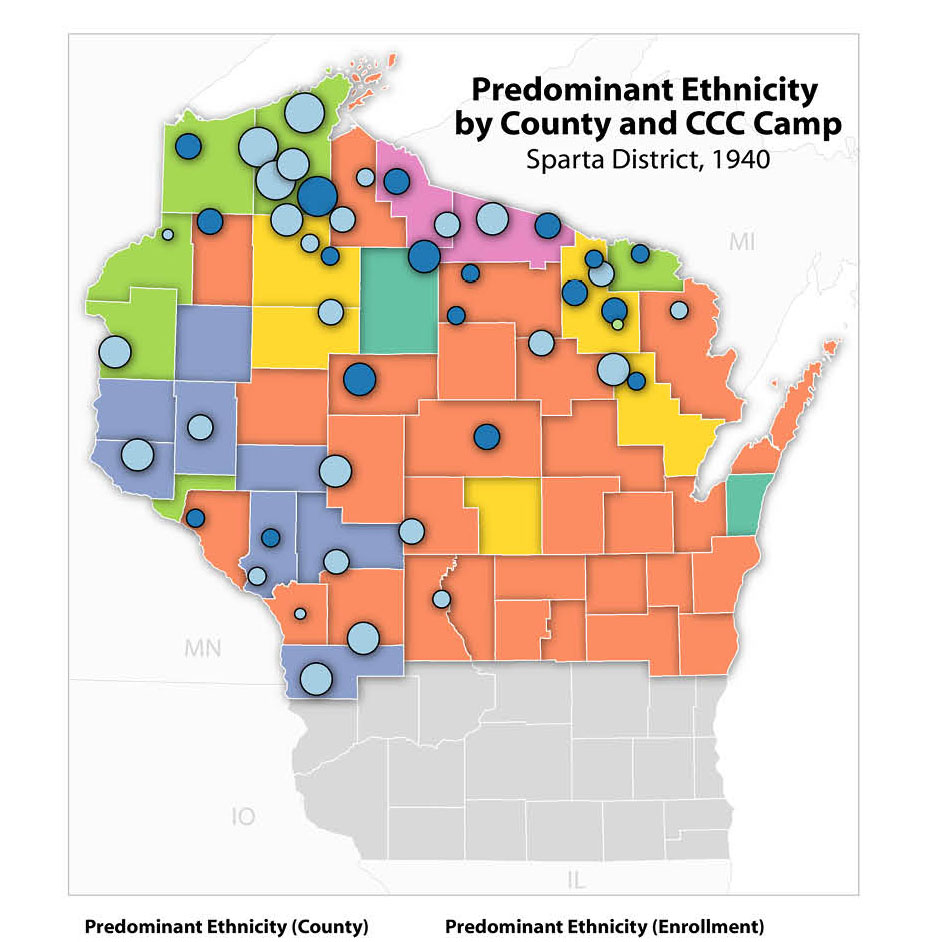 Predominant Ethnicity
by County and CCC Camp
Sparta District, 1940
MI
MN
IO
IL
Predominant Ethnicity (County)
Predominant Ethnicity (Enrollment)